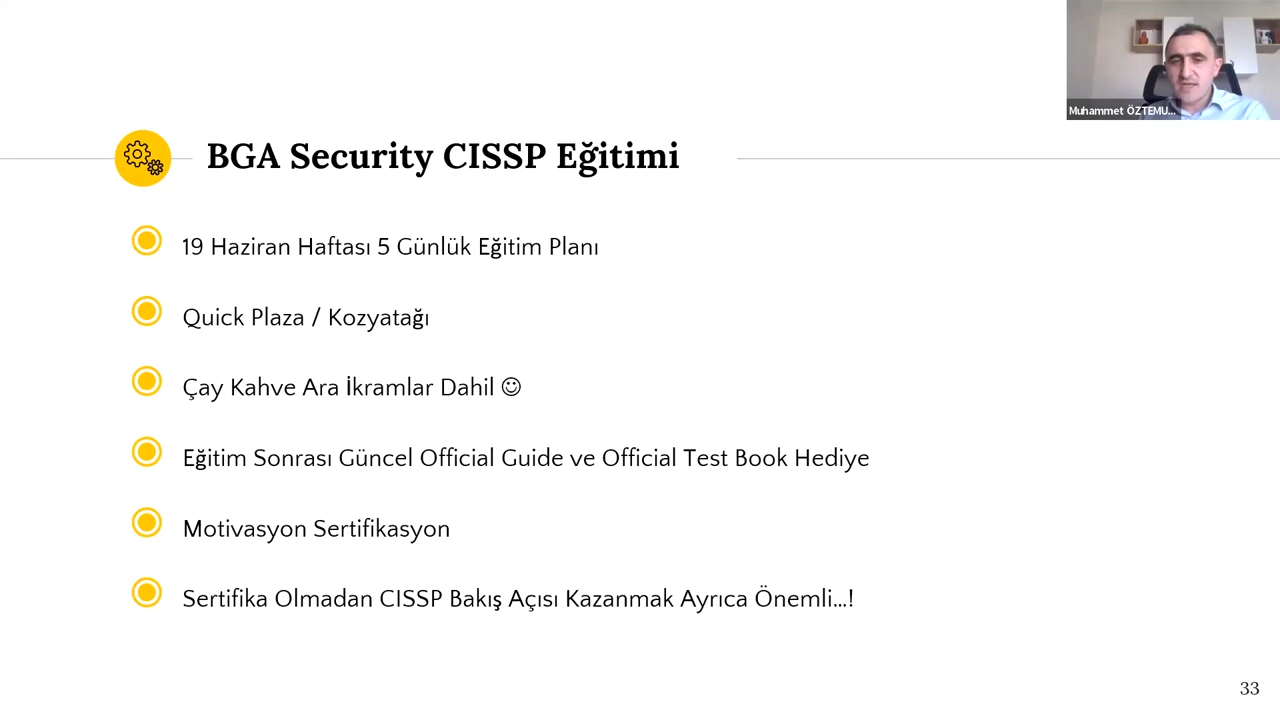 Muhammet ÖZTEMU...
BGA Security CISSP Eğitimi
19 Haziran Haftası 5 Günlük Eğitim Planı
Quick Plaza / Kozyatağı
Çay Kahve Ara İkramlar Dahil ☺
Eğitim Sonrası Güncel Official Guide ve Official Test Book Hediye
Motivasyon Sertifikasyon
Sertifika Olmadan CISSP Bakış Açısı Kazanmak Ayrıca Önemli...!
33